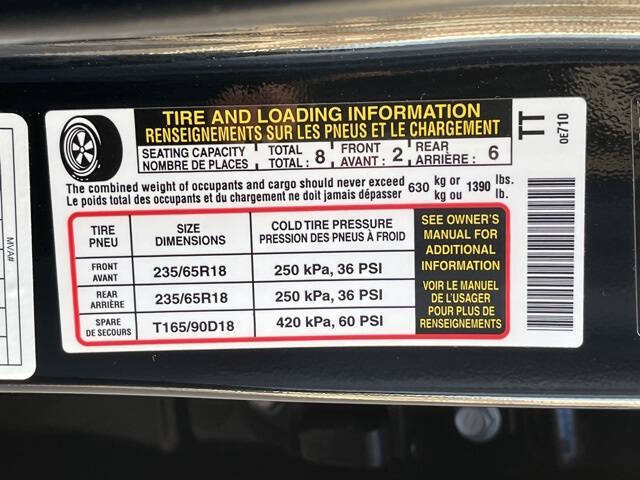 TIRE AND LOADING INFORMATION
RENSEIGNEMENTS SUR LES PNEUS ET LE CHARGEMENT
SEATING CAPACITY TOTAL FRONT REAR
NOMBRE DE PLACES TOTAL : 8 AVANT : 2 ARRIÈRE : 6
The combined weight of occupants and cargo should never exceed 630 kg or 1390 lbs.
Le poids total des occupants et du chargement ne doit jamais dépasser kg ou lb.
TIRE SIZE COLD TIRE PRESSURE
PNEU DIMENSIONS PRESSION DES PNEUS À FROID
FRONT
AVANT 235/65R18 250 kPa, 36 PSI
REAR
ARRIÈRE 235/65R18 250 kPa, 36 PSI
SPARE
DE SECOURS T165/90D18 420 kPa, 60 PSI
SEE OWNER'S
MANUAL FOR
ADDITIONAL
INFORMATION
VOIR LE MANUEL
DE L'USAGER
POUR PLUS DE
RENSEIGNEMENTS
TT
0E710
MVA#